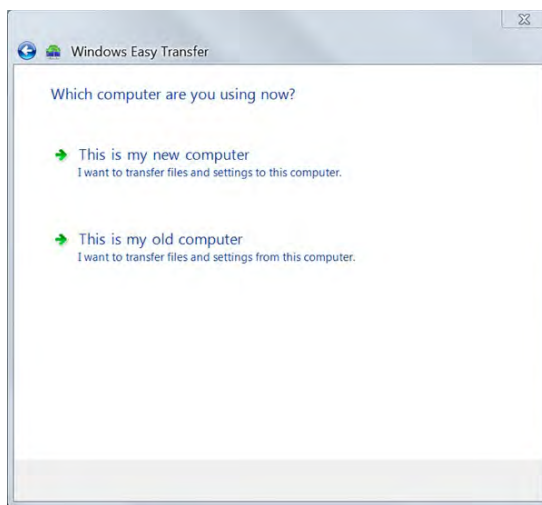 Windows Easy Transfer
Which computer are you using now?
This is my new computer
I want to transfer files and settings to this computer.
This is my old computer
I want to transfer files and settings from this computer.